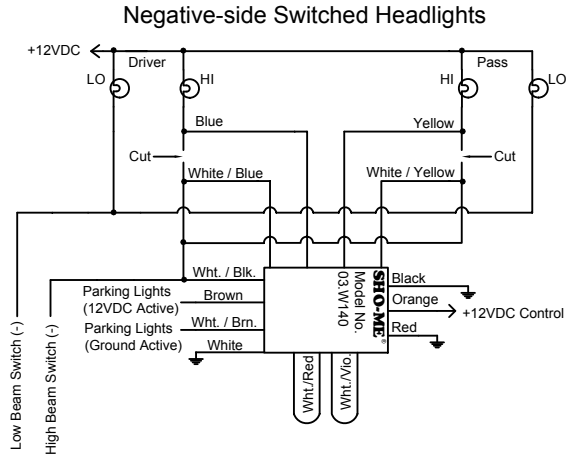 Negative-side Switched Headlights
+12VDC
Driver
Pass
LO
HI
HI
LO
Blue
Yellow
Cut
Cut
White / Blue
White / Yellow
Wht. / Blk.
Parking Lights
(12VDC Active)
Brown
Parking Lights
(Ground Active)
Wht. / Brn.
White
SHO-ME®
Model No.
03.W140
Black
Orange
+12VDC Control
Red
Wht./Red
Wht./Vio.
Low Beam Switch (-)
High Beam Switch (-)